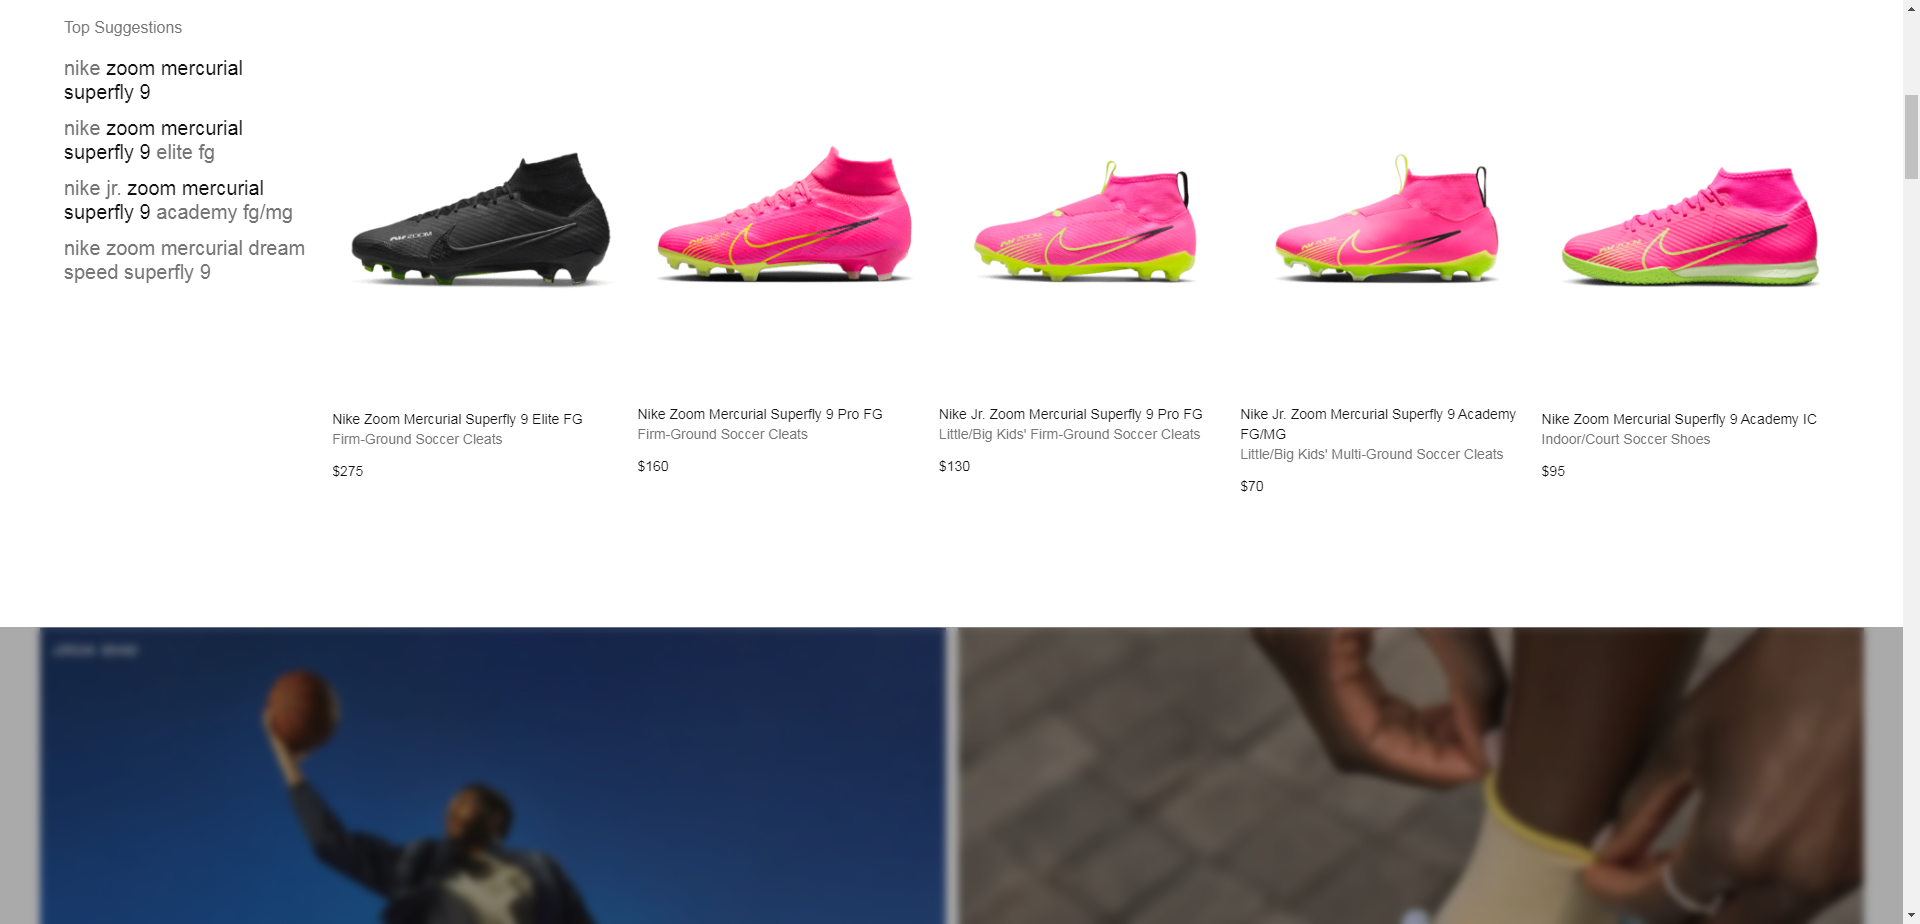 Top Suggestions
nike zoom mercurial
superfly 9
nike zoom mercurial
superfly 9 elite fg
nike jr. zoom mercurial
superfly 9 academy fg/mg
nike zoom mercurial dream
speed superfly 9
Nike Zoom Mercurial Superfly 9 Elite FG
Firm-Ground Soccer Cleats
$275
Nike Zoom Mercurial Superfly 9 Pro FG
Firm-Ground Soccer Cleats
$160
Nike Jr. Zoom Mercurial Superfly 9 Pro FG
Little/Big Kids' Firm-Ground Soccer Cleats
$130
Nike Jr. Zoom Mercurial Superfly 9 Academy
FG/MG
Little/Big Kids' Multi-Ground Soccer Cleats
$70
Nike Zoom Mercurial Superfly 9 Academy IC
Indoor/Court Soccer Shoes
$95